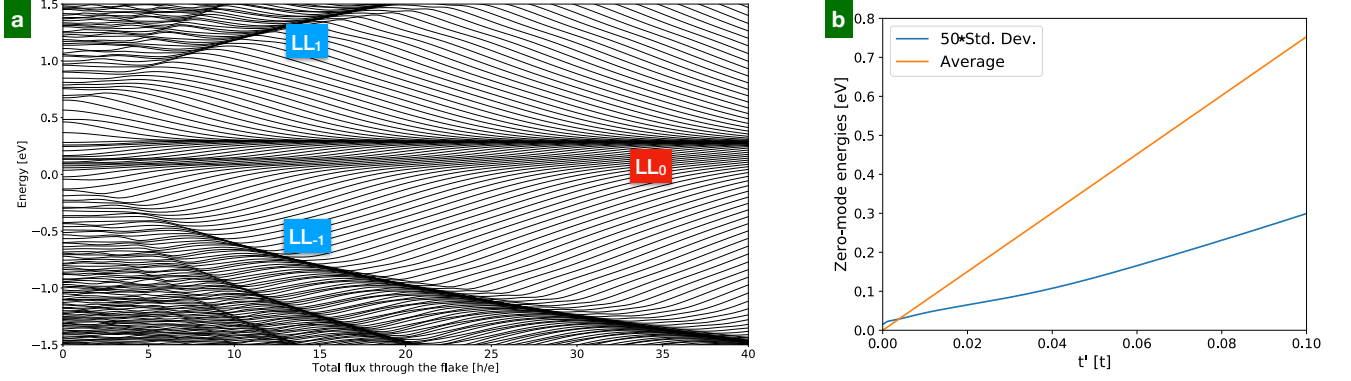 a
1.5
1.0
0.5
0.0
−0.5
−1.0
−1.5
Energy [eV]
LL₁
LL₀
LL₋₁
0 5 10 15 20 25 30 35 40
Total flux through the flake [h/e]
b
0.8
0.7
0.6
0.5
0.4
0.3
0.2
0.1
0.0
Zero-mode energies [eV]
50*Std. Dev.
Average
0.00 0.02 0.04 0.06 0.08 0.10
t' [t]